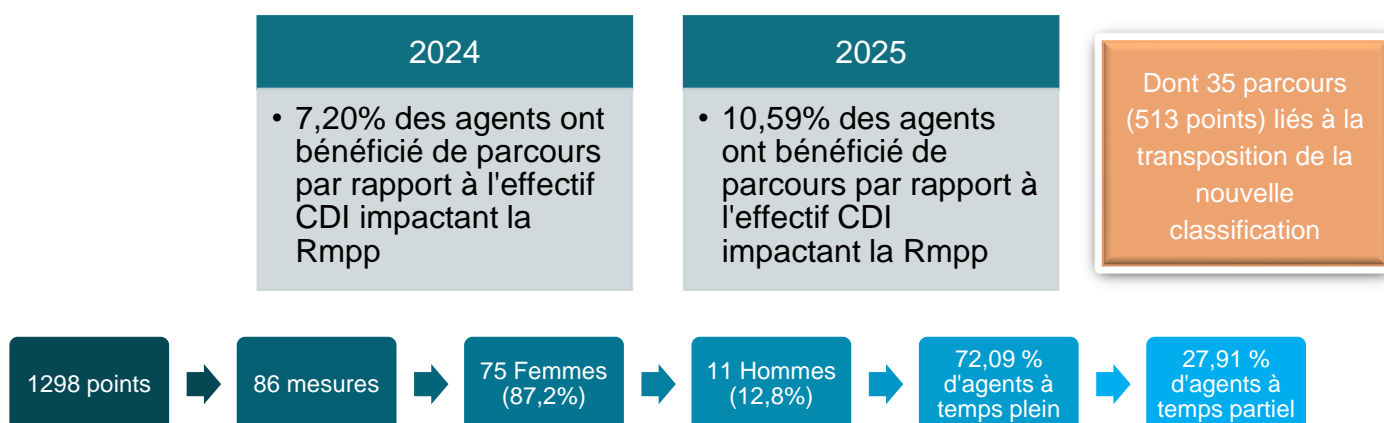 2024
• 7,20% des agents ont
bénéficié de parcours
par rapport à l'effectif
CDI impactant la
Rmpp
2025
• 10,59% des agents
ont bénéficié de
parcours par rapport à
l'effectif CDI
impactant la Rmpp
Dont 35 parcours
(513 points) liés à la
transposition de la
nouvelle
classification
1298 points
86 mesures
75 Femmes
(87,2%)
11 Hommes
(12,8%)
72,09 %
d'agents à
temps plein
27,91 %
d'agents à
temps partiel